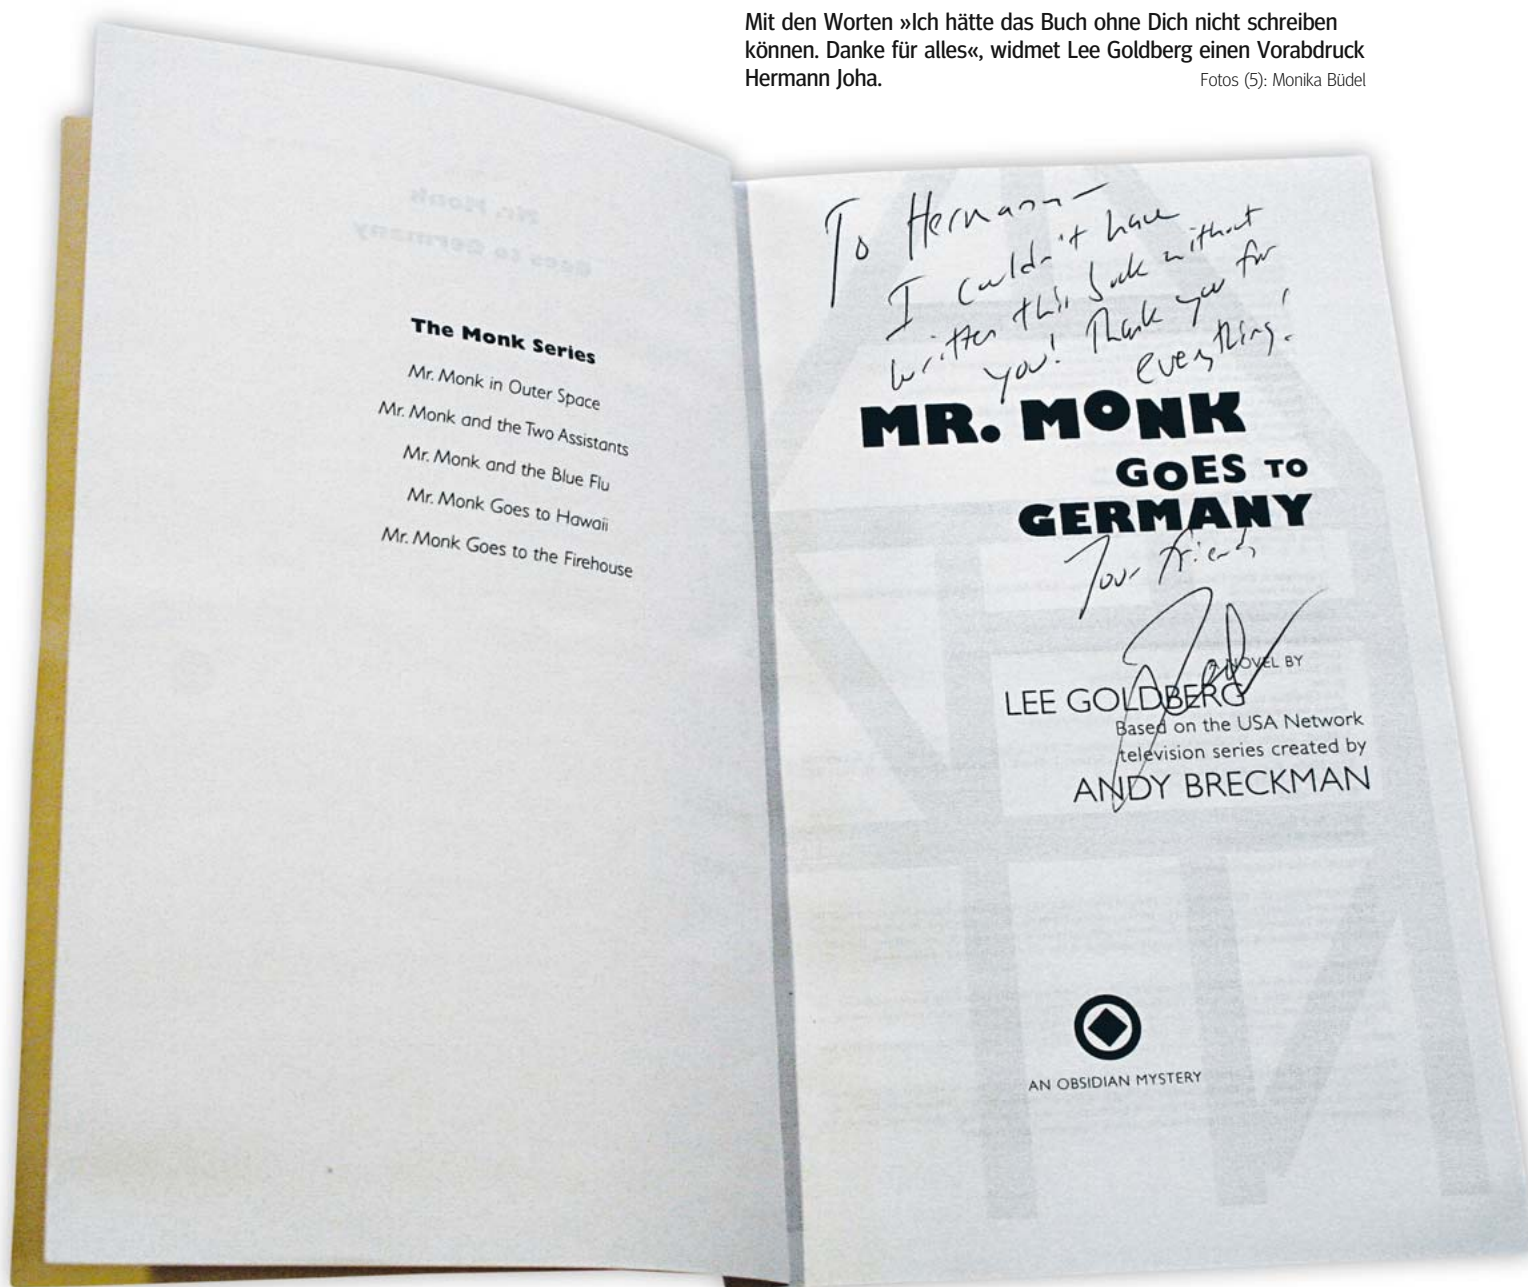 Mit den Worten »Ich hätte das Buch ohne Dich nicht schreiben
können. Danke für alles«, widmet Lee Goldberg einen Vorabdruck
Hermann Joha.
Fotos (5): Monika Büdel
Mr. Monk
Goes to Germany
The Monk Series
Mr. Monk in Outer Space
Mr. Monk and the Two Assistants
Mr. Monk and the Blue Flu
Mr. Monk Goes to Hawaii
Mr. Monk Goes to the Firehouse
To Hermann—
I couldn't have
written this book without
you! Thank you for
everything!
MR. MONK
GOES TO
GERMANY
Your friend,
A NOVEL BY
LEE GOLDBERG
Based on the USA Network
television series created by
ANDY BRECKMAN
AN OBSIDIAN MYSTERY